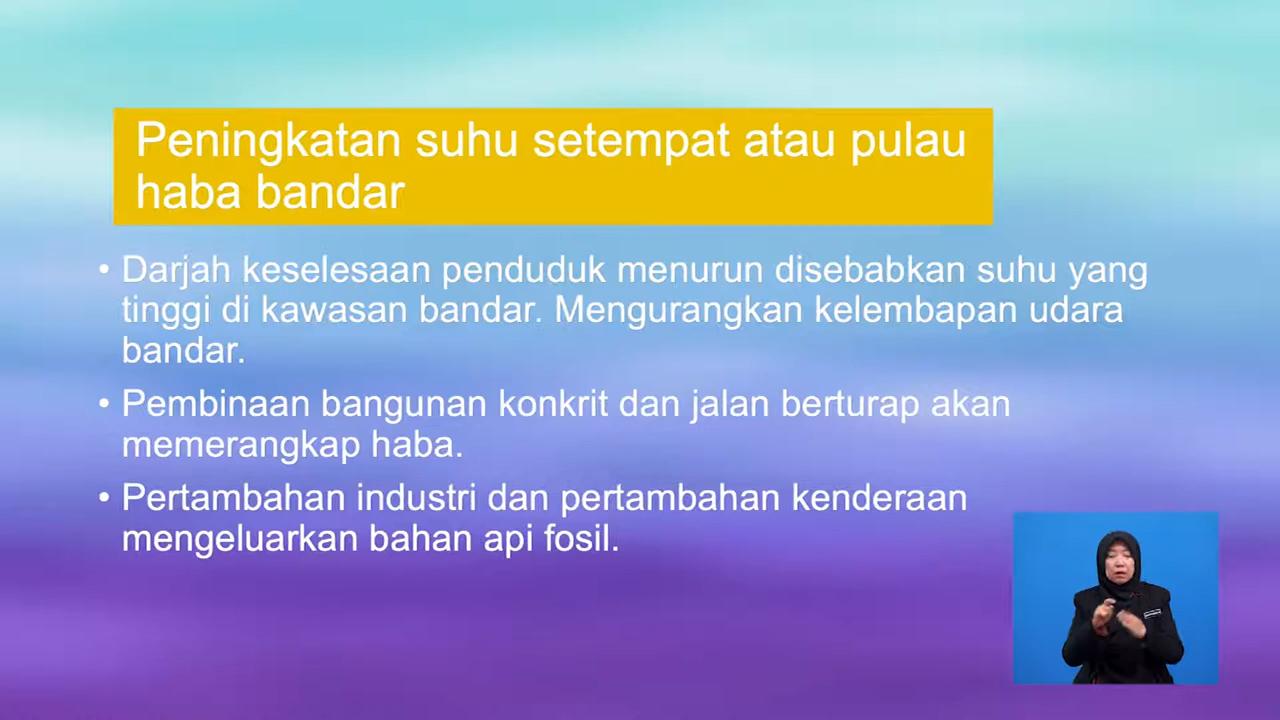 Peningkatan suhu setempat atau pulau
haba bandar
• Darjah keselesaan penduduk menurun disebabkan suhu yang
tinggi di kawasan bandar. Mengurangkan kelembapan udara
bandar.
• Pembinaan bangunan konkrit dan jalan berturap akan
memerangkap haba.
• Pertambahan industri dan pertambahan kenderaan
mengeluarkan bahan api fosil.